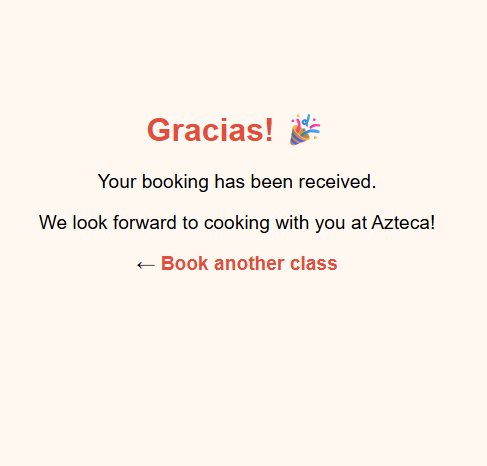 Gracias! 🎉
Your booking has been received.
We look forward to cooking with you at Azteca!
← Book another class